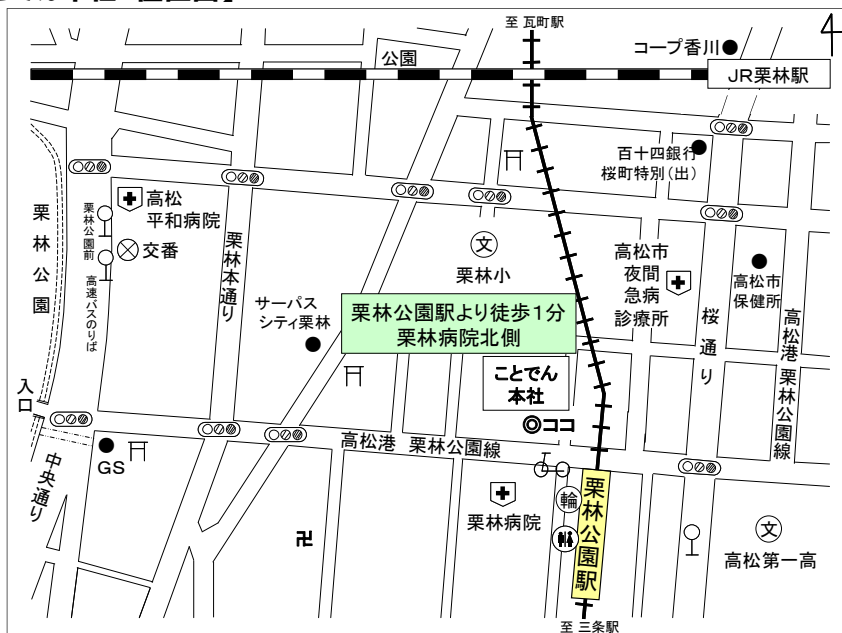 至 瓦町駅
コープ香川
公園
JR栗林駅
百十四銀行
桜町特別(出)
高松
平和病院
栗林公園前
交番
高速バスのりば
栗林公園
栗林本通り
文
栗林小
高松市
夜間
急病
診療所
高松市
保健所
桜通り
高松港 栗林公園線
サーパス
シティ栗林
栗林公園駅より徒歩1分
栗林病院北側
ことでん
本社
ココ
入口
高松港 栗林公園線
GS
中央通り
栗林病院
輪
栗林公園駅
文
高松第一高
至 三条駅